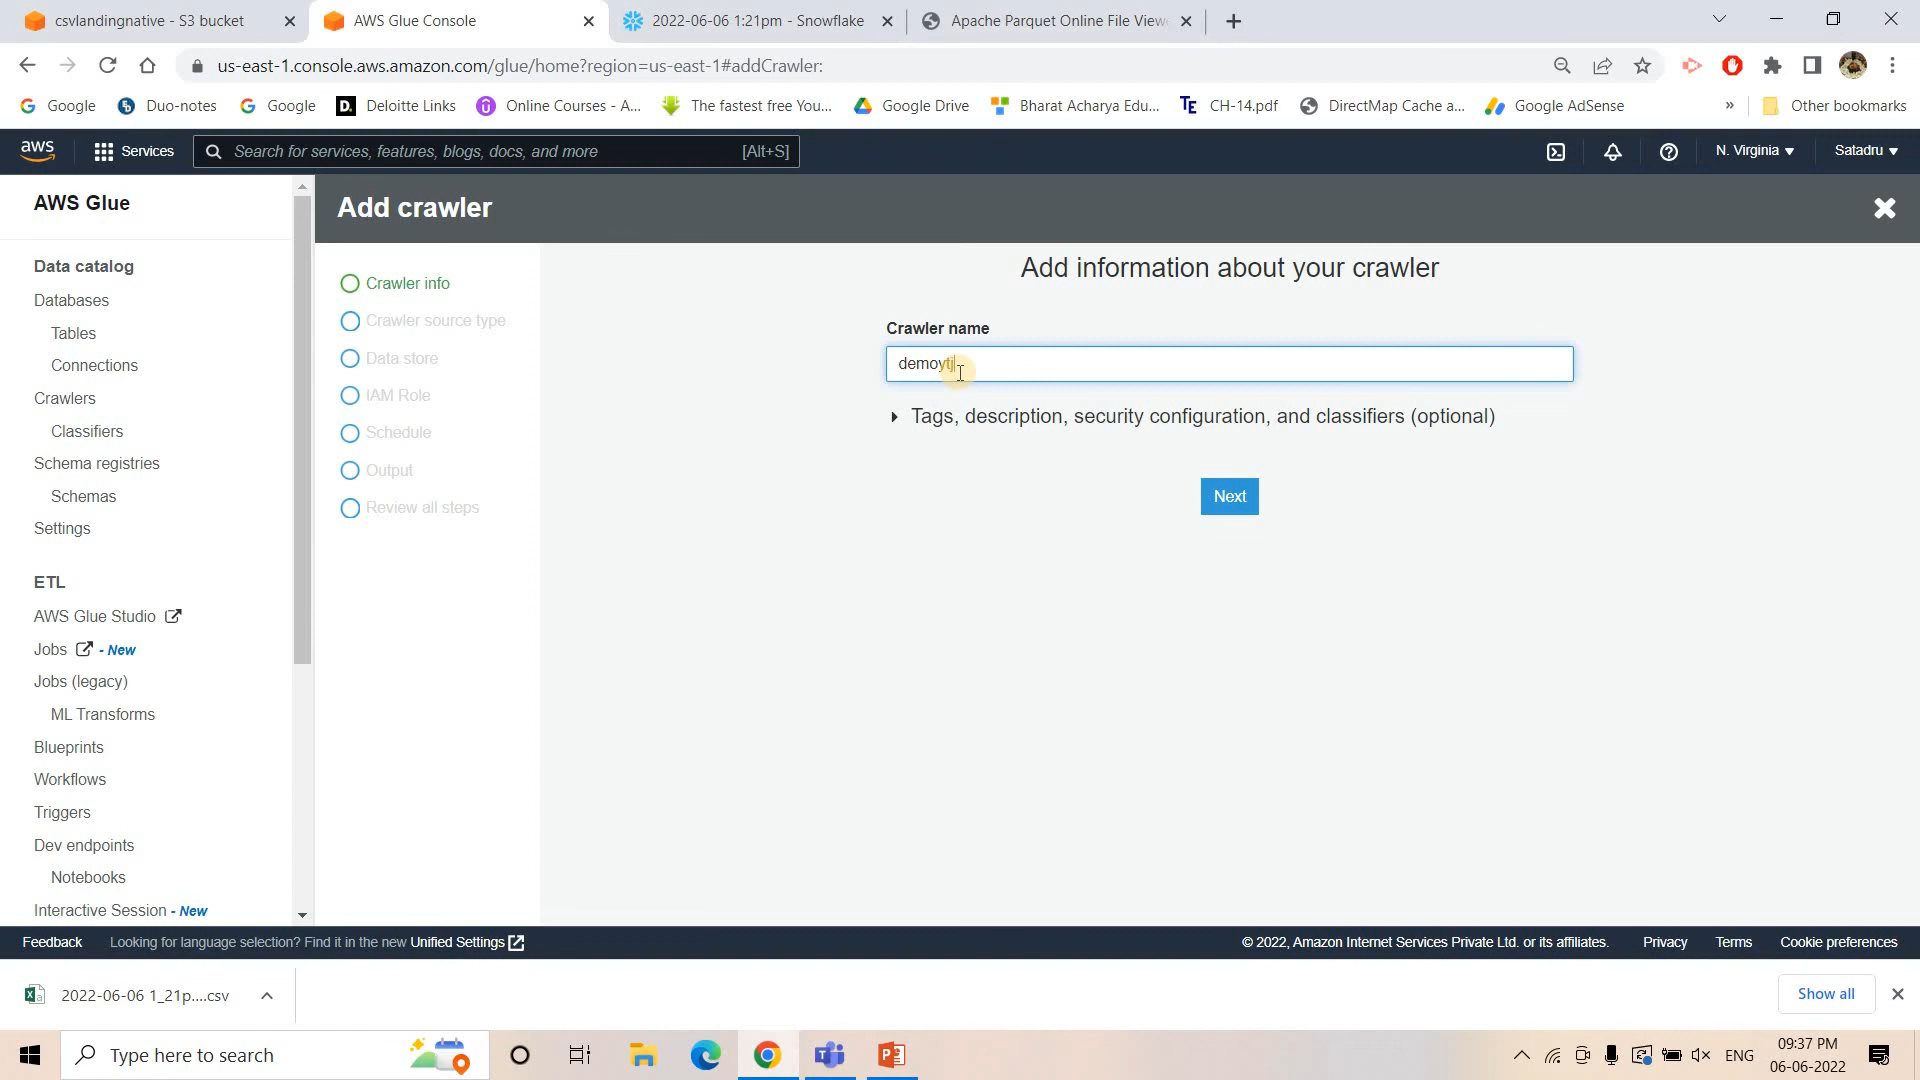 csvlandingnative - S3 bucket
AWS Glue Console
2022-06-06 1:21pm - Snowflake
Apache Parquet Online File View
us-east-1.console.aws.amazon.com/glue/home?region=us-east-1#addCrawler:
Google
Duo-notes
Google
Deloitte Links
Online Courses - A...
The fastest free You...
Google Drive
Bharat Acharya Edu...
CH-14.pdf
DirectMap Cache a...
Google AdSense
»
Other bookmarks
aws
Services
Search for services, features, blogs, docs, and more
[Alt+S]
N. Virginia
Satadru
AWS Glue
Add crawler
Data catalog
Databases
Tables
Connections
Crawlers
Classifiers
Schema registries
Schemas
Settings
ETL
AWS Glue Studio
Jobs - New
Jobs (legacy)
ML Transforms
Blueprints
Workflows
Triggers
Dev endpoints
Notebooks
Interactive Session - New
Crawler info
Crawler source type
Data store
IAM Role
Schedule
Output
Review all steps
Add information about your crawler
Crawler name
demoytj
Tags, description, security configuration, and classifiers (optional)
Next
Feedback
Looking for language selection? Find it in the new Unified Settings
© 2022, Amazon Internet Services Private Ltd. or its affiliates.
Privacy
Terms
Cookie preferences
2022-06-06 1_21p....csv
Show all
Type here to search
ENG
09:37 PM
06-06-2022